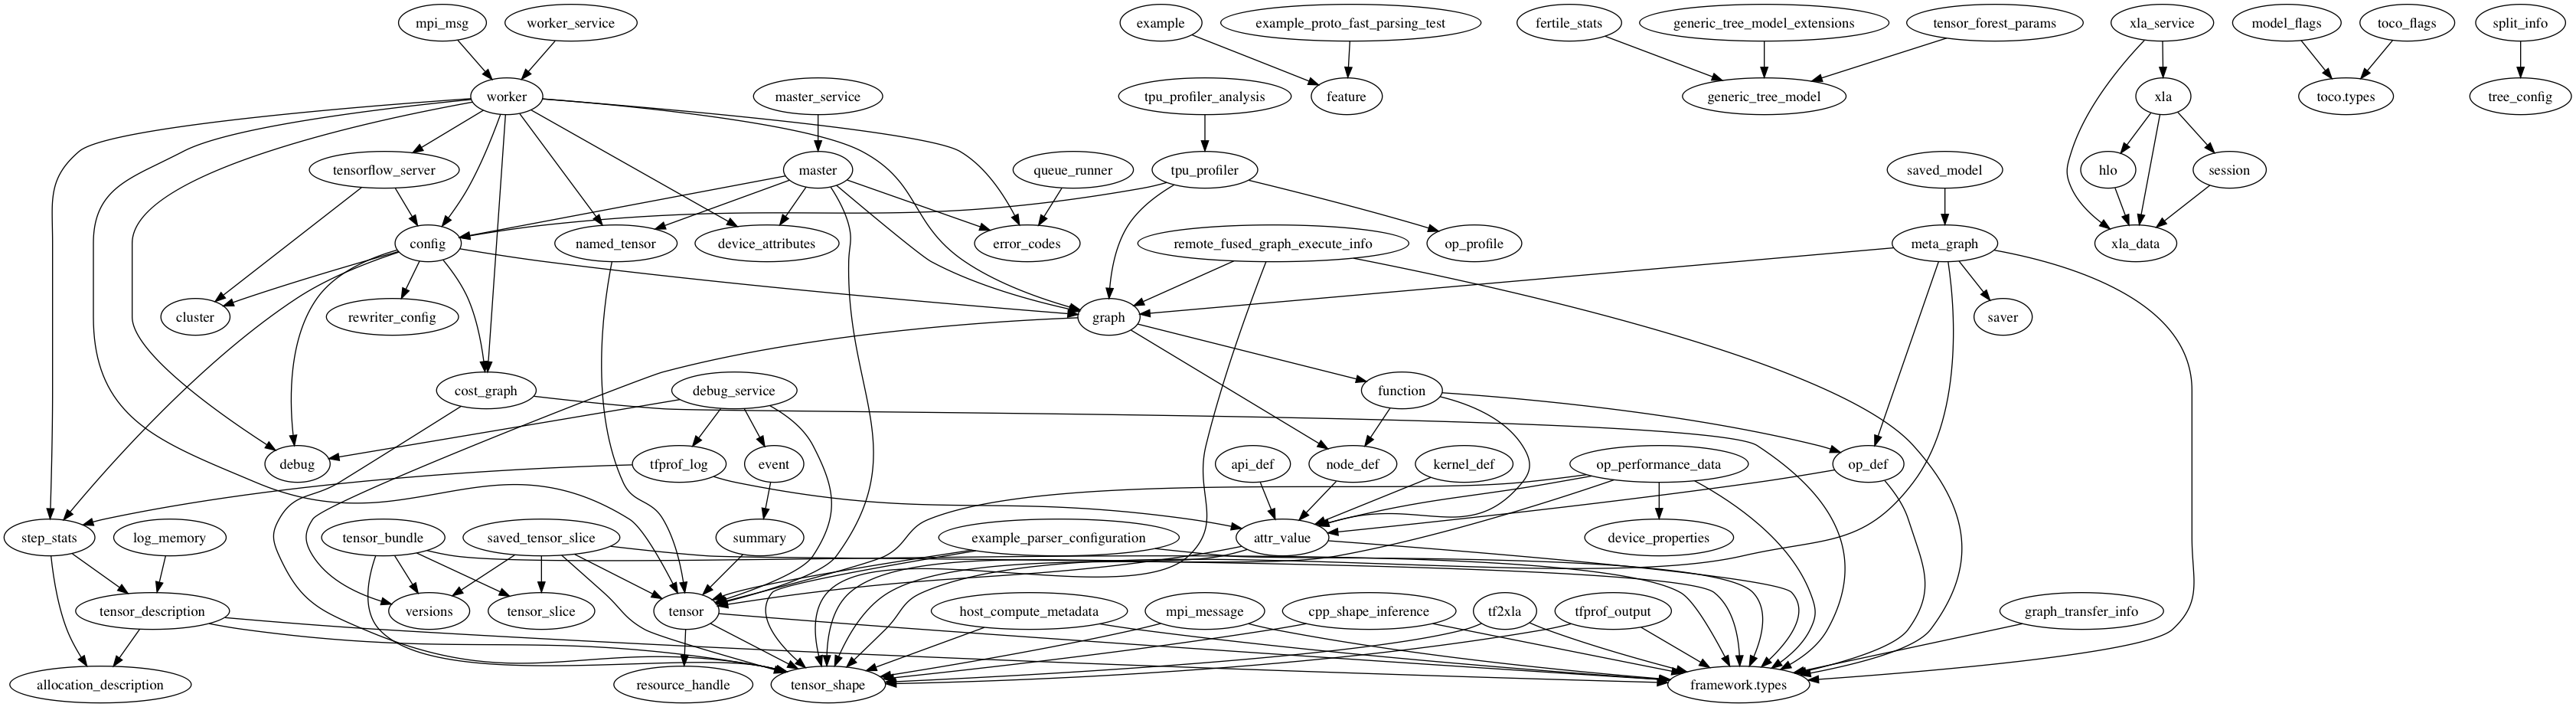 mpi_msg
worker_service
example
example_proto_fast_parsing_test
fertile_stats
generic_tree_model_extensions
tensor_forest_params
xla_service
model_flags
toco_flags
split_info
worker
master_service
tpu_profiler_analysis
feature
generic_tree_model
xla
toco.types
tree_config
tensorflow_server
master
queue_runner
tpu_profiler
saved_model
hlo
session
config
named_tensor
device_attributes
error_codes
remote_fused_graph_execute_info
op_profile
meta_graph
xla_data
cluster
rewriter_config
graph
saver
cost_graph
debug_service
function
debug
tfprof_log
event
api_def
node_def
kernel_def
op_performance_data
op_def
step_stats
log_memory
tensor_bundle
saved_tensor_slice
summary
example_parser_configuration
attr_value
device_properties
tensor_description
versions
tensor_slice
tensor
host_compute_metadata
mpi_message
cpp_shape_inference
tf2xla
tfprof_output
graph_transfer_info
allocation_description
resource_handle
tensor_shape
framework.types